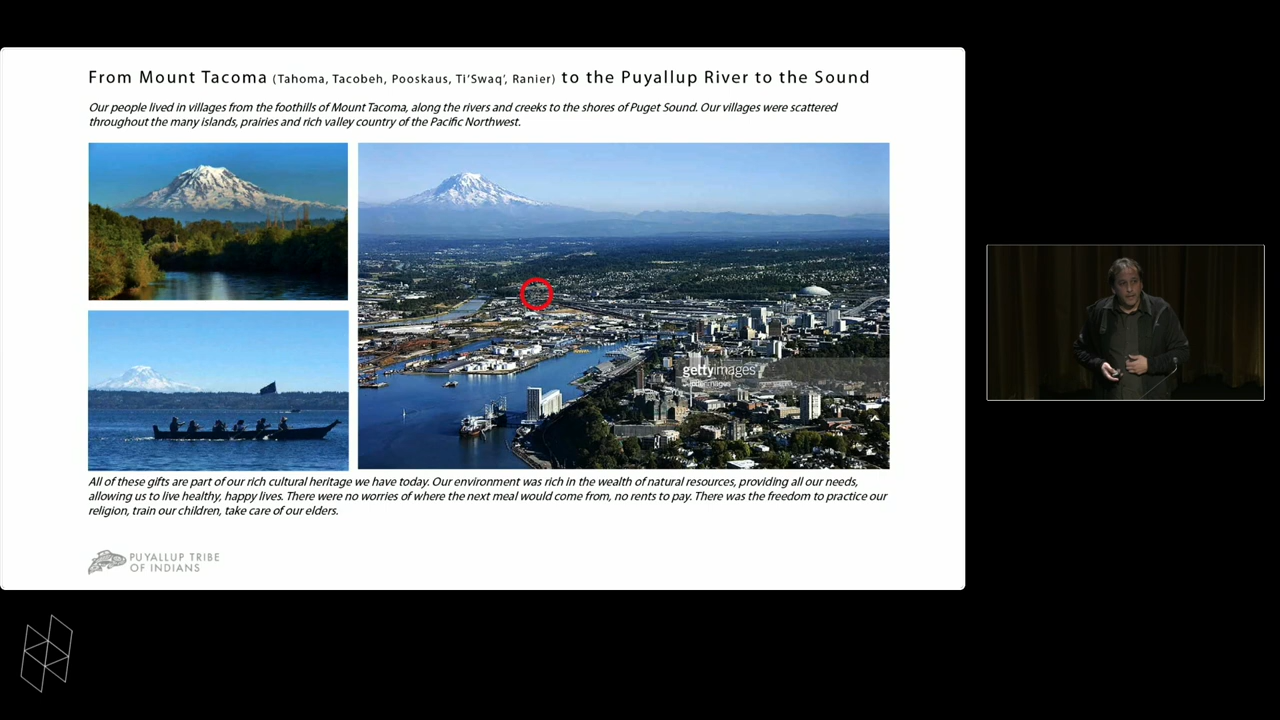 From Mount Tacoma (Tahoma, Tacobeh, Pooskaus, Ti’Swaq’, Ranier) to the Puyallup River to the Sound
Our people lived in villages from the foothills of Mount Tacoma, along the rivers and creeks to the shores of Puget Sound. Our villages were scattered
throughout the many islands, prairies and rich valley country of the Pacific Northwest.
gettyimages
All of these gifts are part of our rich cultural heritage we have today. Our environment was rich in the wealth of natural resources, providing all our needs,
allowing us to live healthy, happy lives. There were no worries of where the next meal would come from, no rents to pay. There was the freedom to practice our
religion, train our children, take care of our elders.
PUYALLUP TRIBE
OF INDIANS